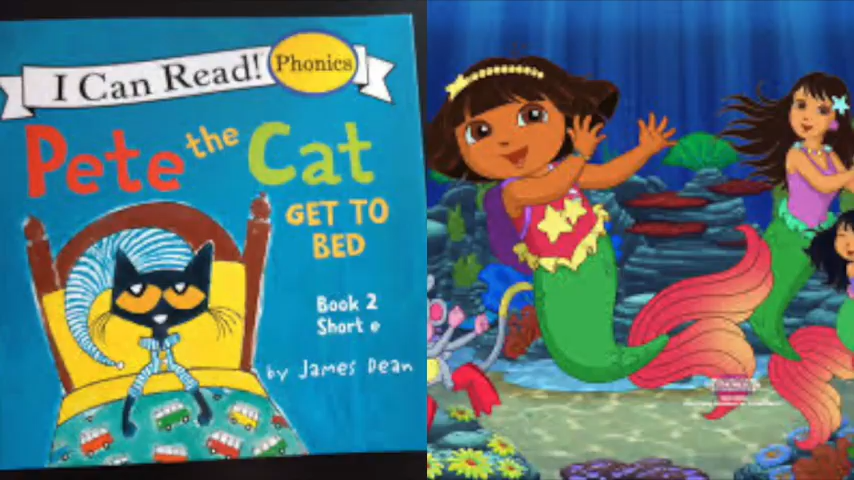 I Can Read!
Phonics
Pete the Cat
GET TO
BED
Book 2
Short e
by James Dean